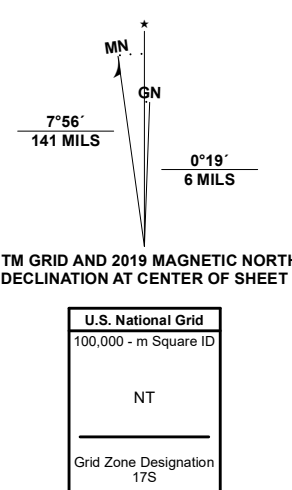 ★
MN
GN
7°56´
141 MILS
0°19´
6 MILS
TM GRID AND 2019 MAGNETIC NORTH
DECLINATION AT CENTER OF SHEET
U.S. National Grid
100,000 - m Square ID
NT
Grid Zone Designation
17S